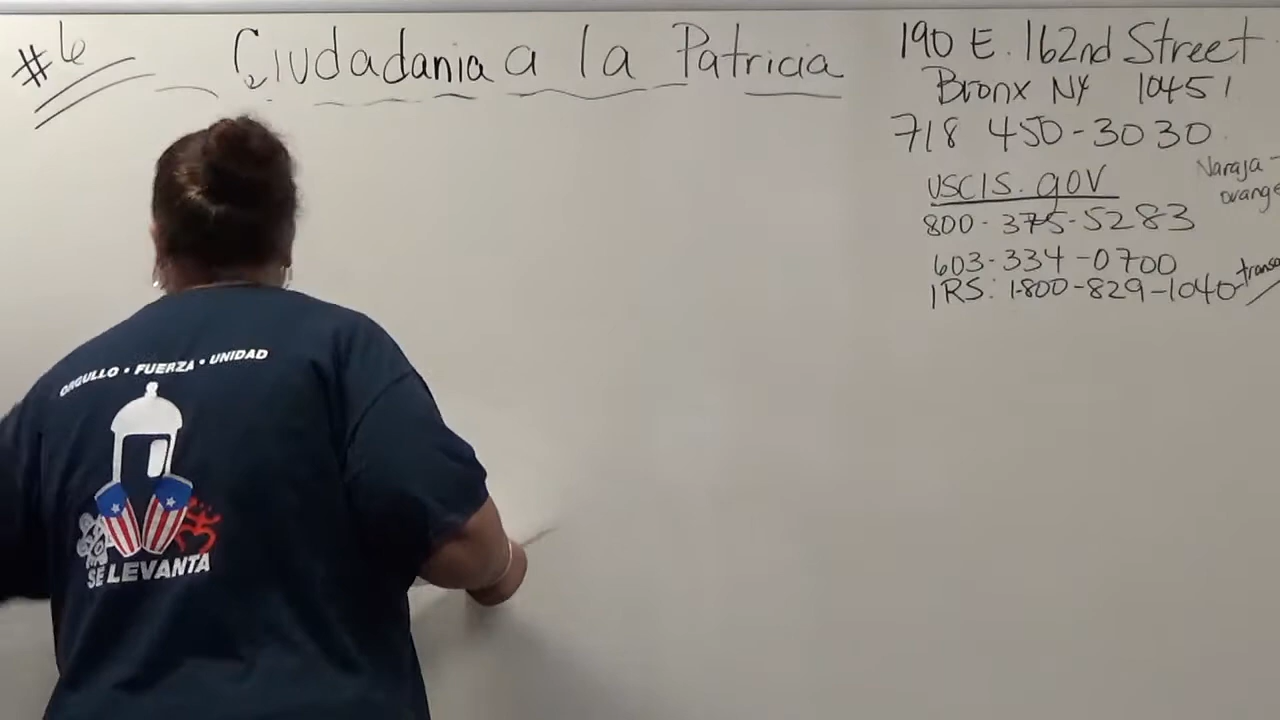 #6
Ciudadania a la Patricia
190 E. 162nd Street
Bronx NY 10451
718 450-3030
Naraja-
orange
USCIS.gov
800-375-5283
603-334-0700
IRS: 1-800-829-1040
ORGULLO • FUERZA • UNIDAD
SE LEVANTA